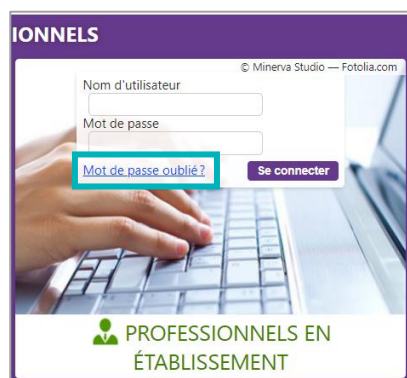 IONNELS
© Minerva Studio — Fotolia.com
Nom d'utilisateur
Mot de passe
Mot de passe oublié ?
Se connecter
PROFESSIONNELS EN
ÉTABLISSEMENT